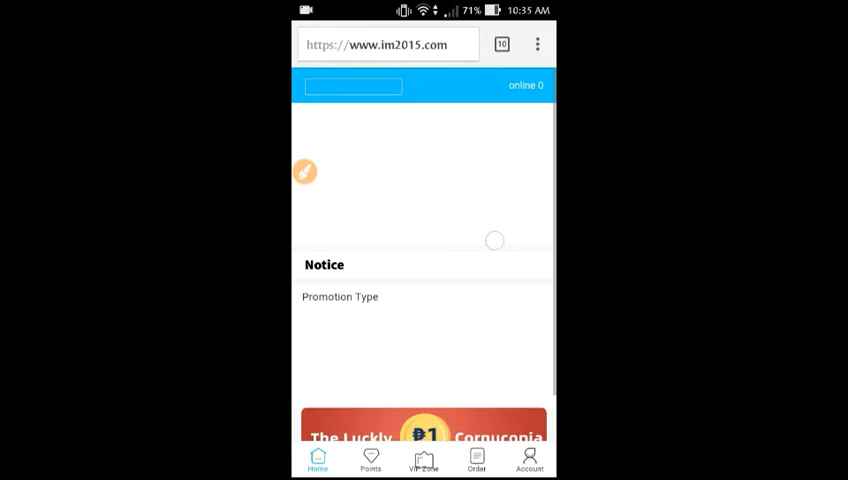 71% 10:35 AM
https://www.im2015.com 10
online 0
Notice
Promotion Type
The Luckly ₱1 Cornucopia
Home Points VIP Zone Order Account